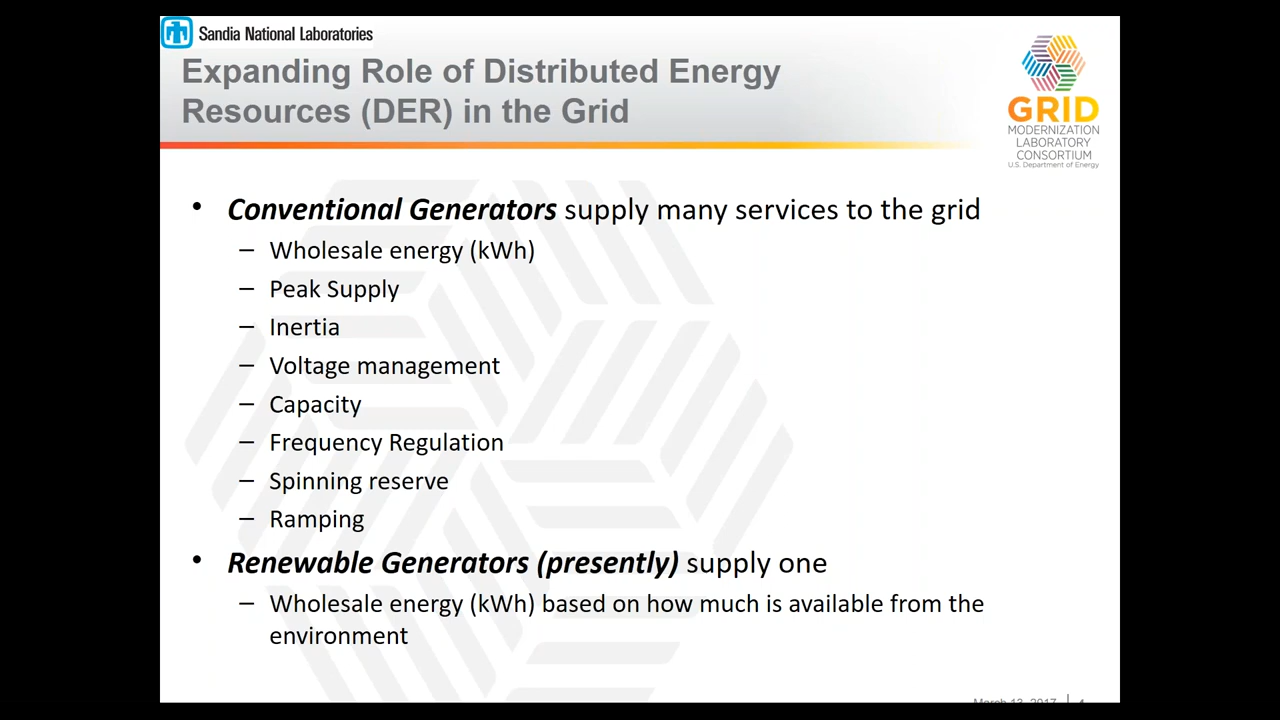 Sandia National Laboratories
Expanding Role of Distributed Energy
Resources (DER) in the Grid
GRID
MODERNIZATION
LABORATORY
CONSORTIUM
U.S. Department of Energy
• Conventional Generators supply many services to the grid
– Wholesale energy (kWh)
– Peak Supply
– Inertia
– Voltage management
– Capacity
– Frequency Regulation
– Spinning reserve
– Ramping
• Renewable Generators (presently) supply one
– Wholesale energy (kWh) based on how much is available from the
environment
March 13, 2017